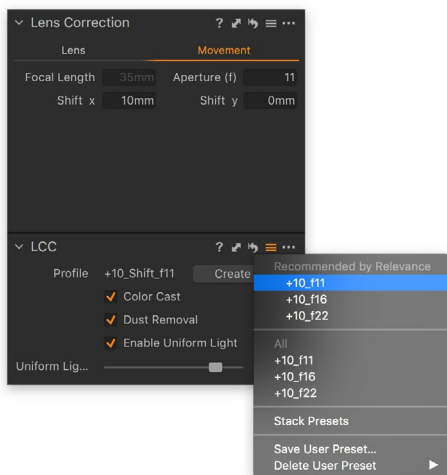 Lens Correction ? ...
Lens Movement
Focal Length 35mm Aperture (f) 11
Shift x 10mm Shift y 0mm
LCC ? ...
Profile +10_Shift_f11 Create
Color Cast
Dust Removal
Enable Uniform Light
Uniform Lig...
Recommended by Relevance
+10_f11
+10_f16
+10_f22
All
+10_f11
+10_f16
+10_f22
Stack Presets
Save User Preset...
Delete User Preset